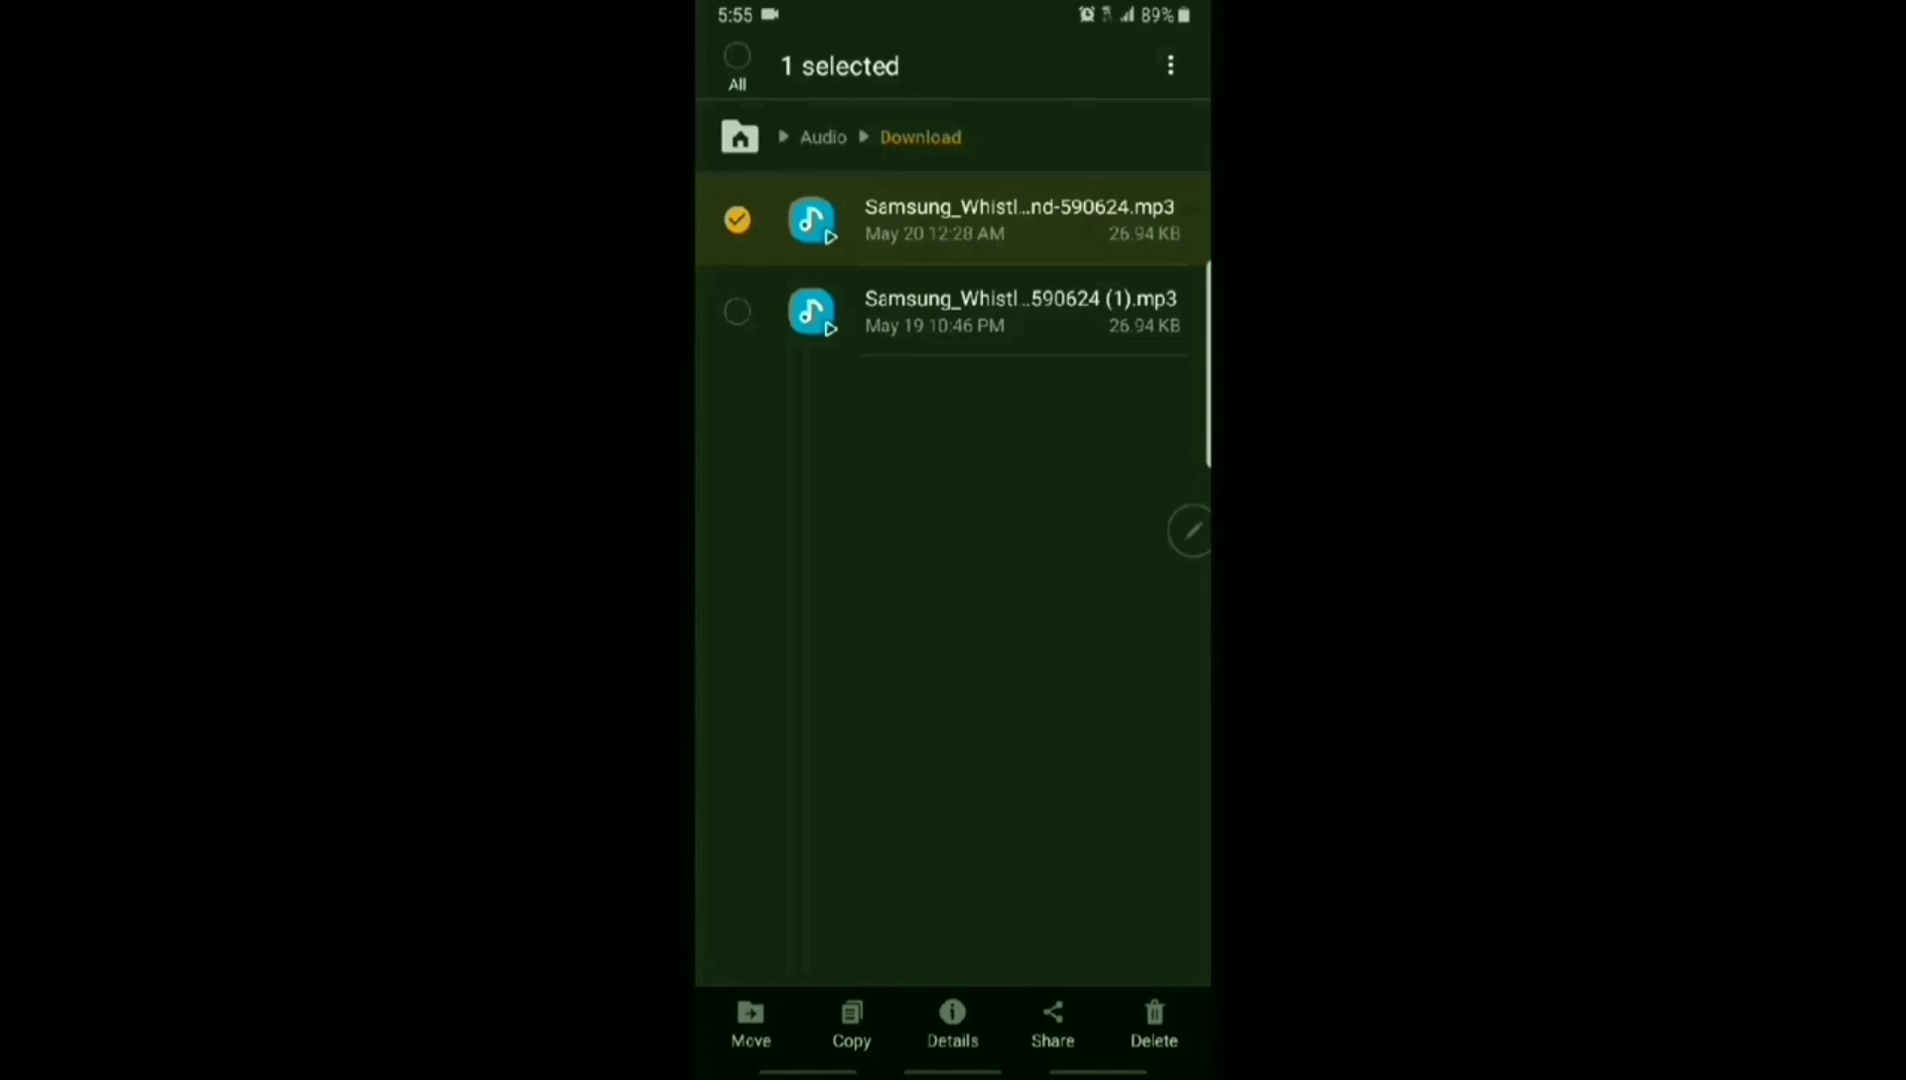 5:55
89%
All
1 selected
Audio
Download
Samsung_Whistl...nd-590624.mp3
May 20 12:28 AM
26.94 KB
Samsung_Whistl...590624 (1).mp3
May 19 10:46 PM
26.94 KB
Move
Copy
Details
Share
Delete